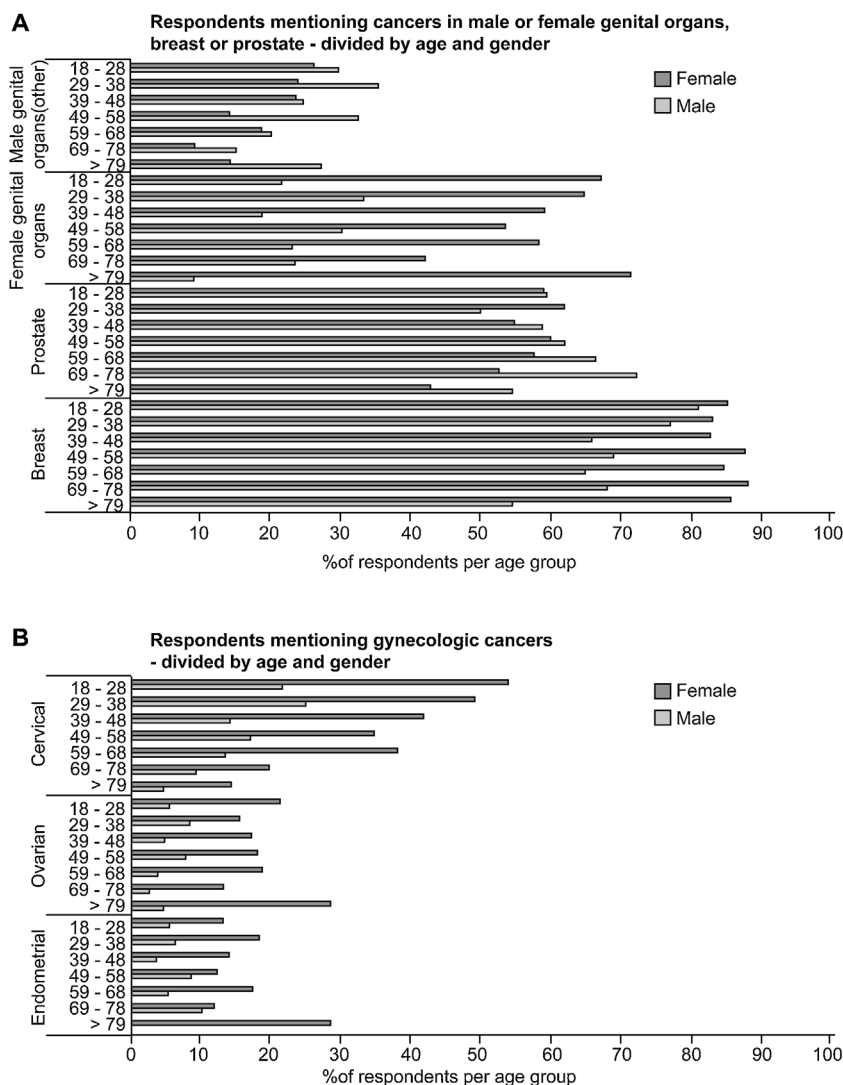 A
Respondents mentioning cancers in male or female genital organs,
breast or prostate - divided by age and gender
Male genital
organs(other)
18 - 28
29 - 38
39 - 48
49 - 58
59 - 68
69 - 78
> 79
Female genital
organs
18 - 28
29 - 38
39 - 48
49 - 58
59 - 68
69 - 78
> 79
Prostate
18 - 28
29 - 38
39 - 48
49 - 58
59 - 68
69 - 78
> 79
Breast
18 - 28
29 - 38
39 - 48
49 - 58
59 - 68
69 - 78
> 79
Female
Male
0 10 20 30 40 50 60 70 80 90 100
%of respondents per age group
B
Respondents mentioning gynecologic cancers
- divided by age and gender
Cervical
18 - 28
29 - 38
39 - 48
49 - 58
59 - 68
69 - 78
> 79
Ovarian
18 - 28
29 - 38
39 - 48
49 - 58
59 - 68
69 - 78
> 79
Endometrial
18 - 28
29 - 38
39 - 48
49 - 58
59 - 68
69 - 78
> 79
Female
Male
0 10 20 30 40 50 60 70 80 90 100
%of respondents per age group